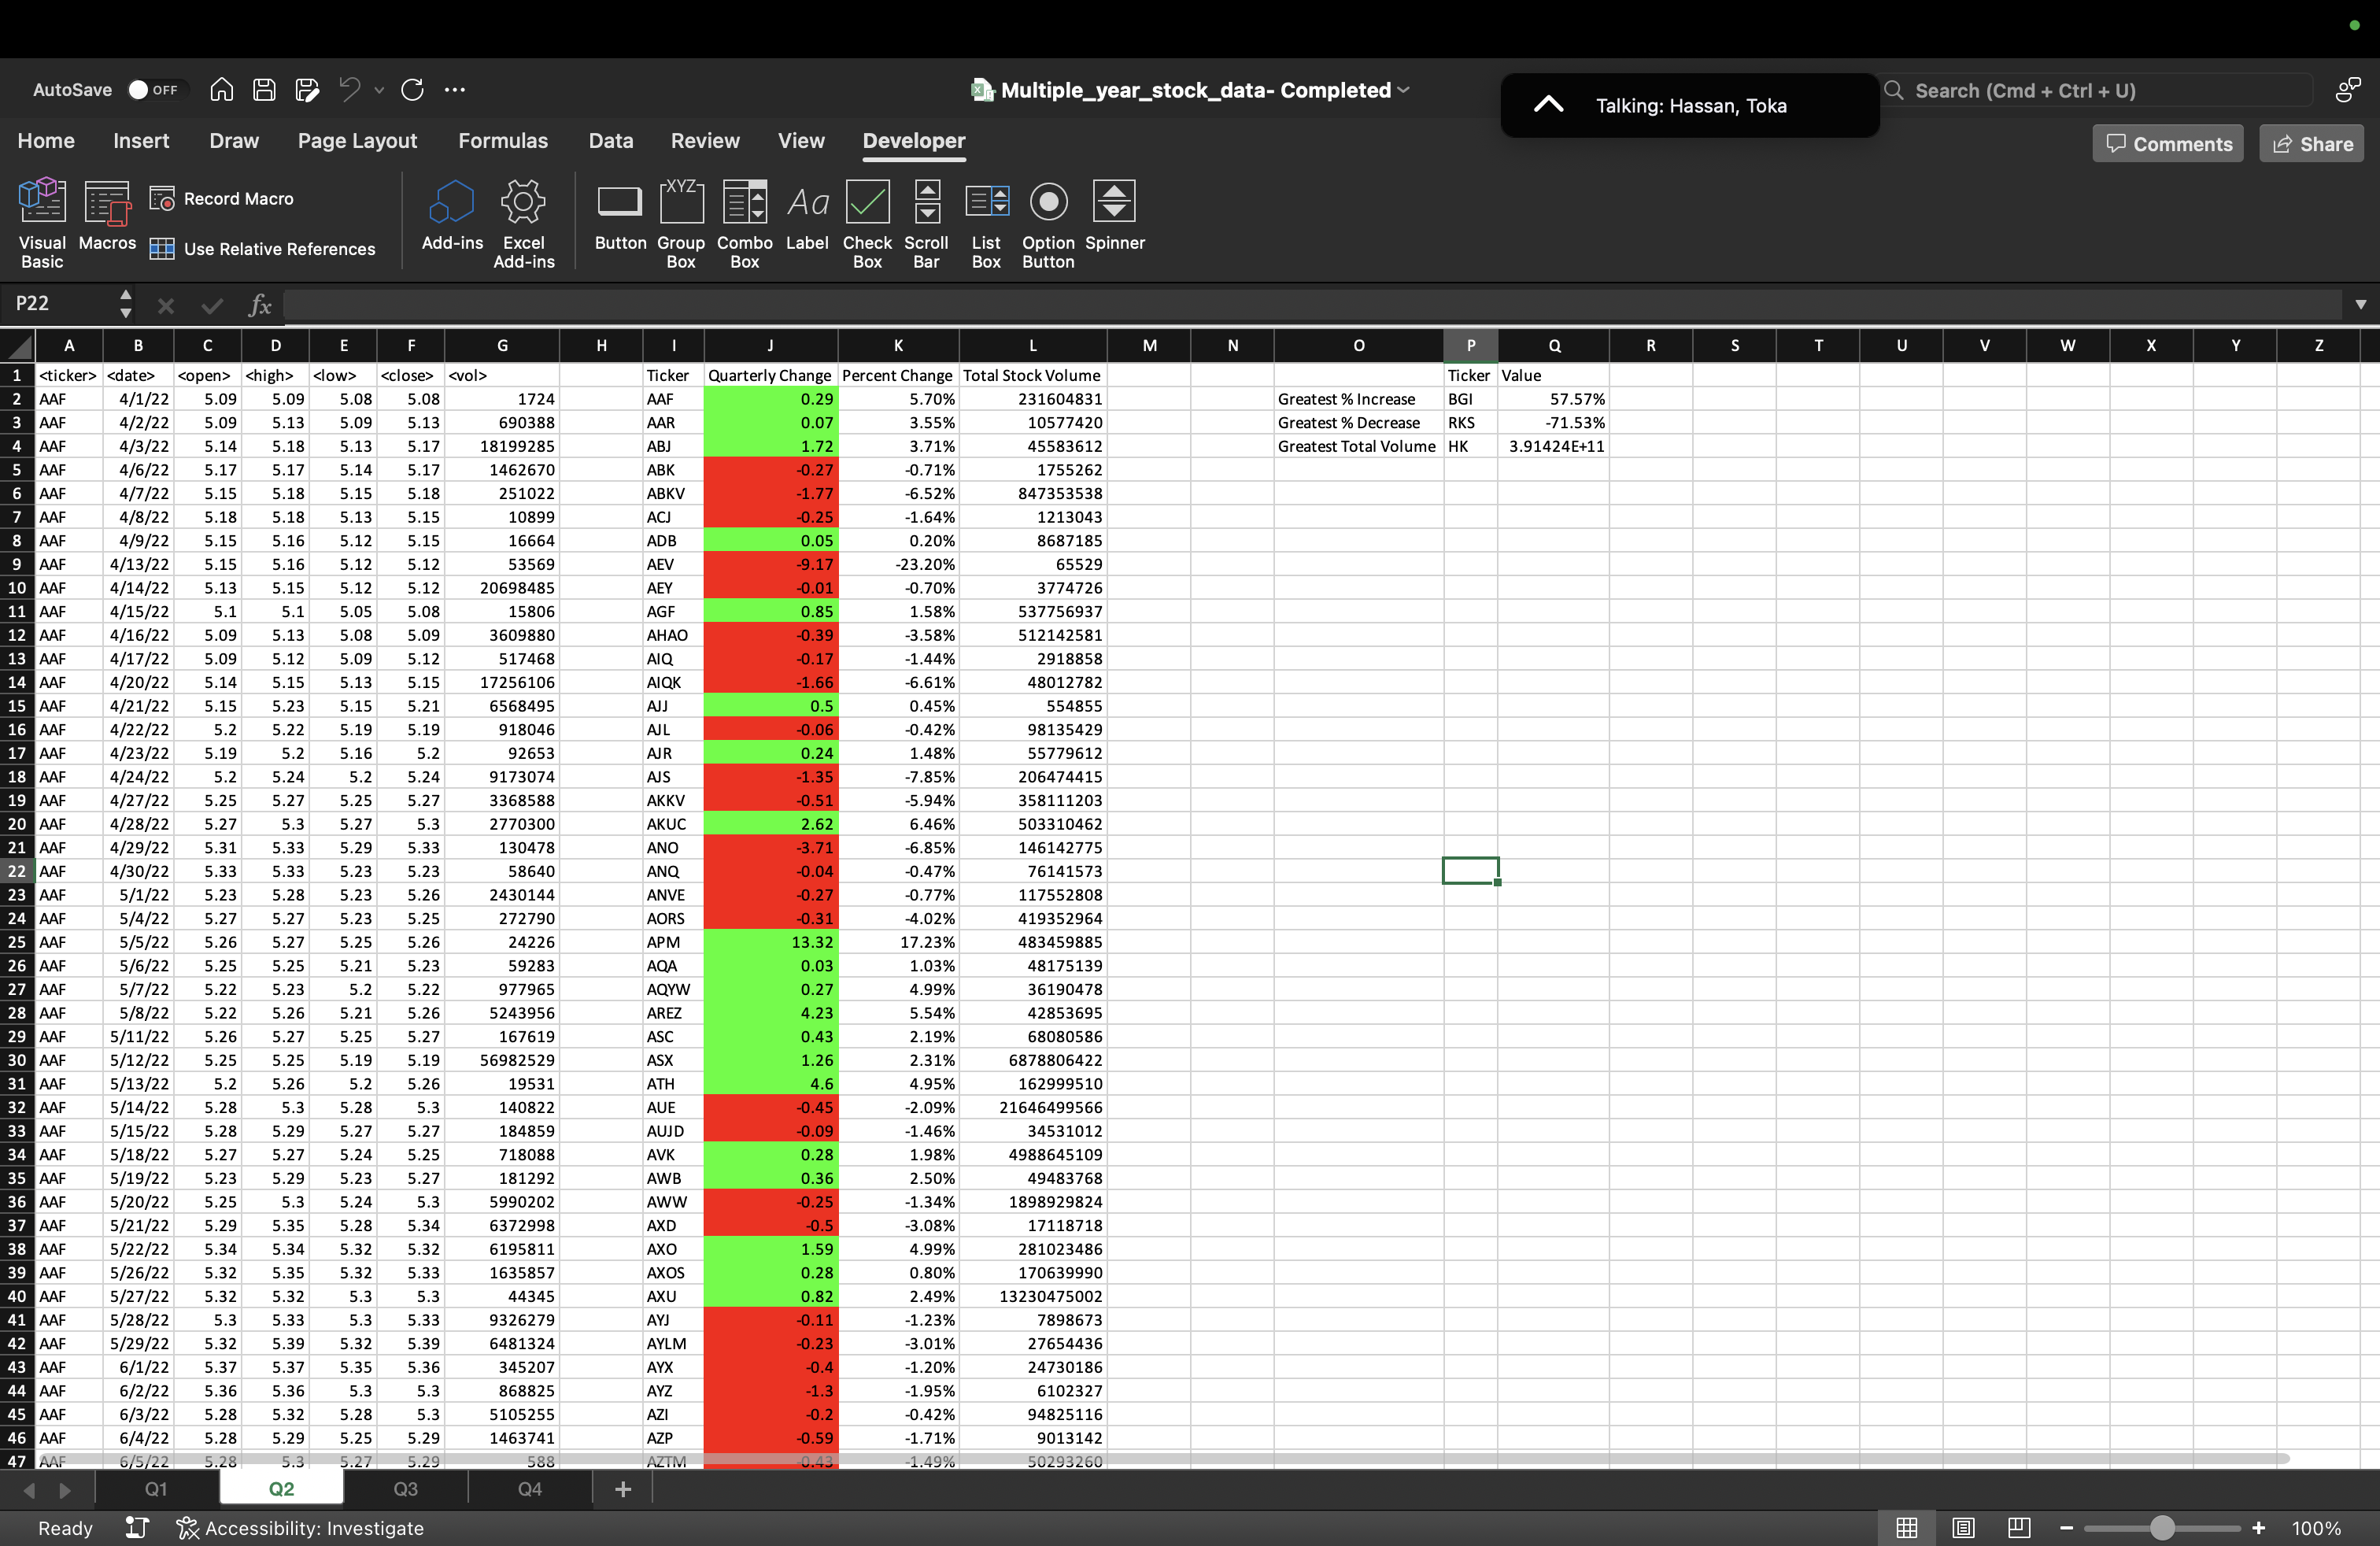 AutoSave OFF Multiple_year_stock_data- Completed Talking: Hassan, Toka Search (Cmd + Ctrl + U)
Home Insert Draw Page Layout Formulas Data Review View Developer Comments Share
Visual Basic Macros Record Macro Use Relative References Add-ins Excel Add-ins Button Group Box Combo Box Label Check Box Scroll Bar List Box Option Button Spinner
P22 fx
A B C D E F G H I J K L M N O P Q R S T U V W X Y Z
1 <ticker> <date> <open> <high> <low> <close> <vol> Ticker Quarterly Change Percent Change Total Stock Volume Ticker Value
2 AAF 4/1/22 5.09 5.09 5.08 5.08 1724 AAF 0.29 5.70% 231604831 Greatest % Increase BGI 57.57%
3 AAF 4/2/22 5.09 5.13 5.09 5.13 690388 AAR 0.07 3.55% 10577420 Greatest % Decrease RKS -71.53%
4 AAF 4/3/22 5.14 5.18 5.13 5.17 18199285 ABJ 1.72 3.71% 45583612 Greatest Total Volume HK 3.91424E+11
5 AAF 4/6/22 5.17 5.17 5.14 5.17 1462670 ABK -0.27 -0.71% 1755262
6 AAF 4/7/22 5.15 5.18 5.15 5.18 251022 ABKV -1.77 -6.52% 847353538
7 AAF 4/8/22 5.18 5.18 5.13 5.15 10899 ACJ -0.25 -1.64% 1213043
8 AAF 4/9/22 5.15 5.16 5.12 5.15 16664 ADB 0.05 0.20% 8687185
9 AAF 4/13/22 5.15 5.16 5.12 5.12 53569 AEV -9.17 -23.20% 65529
10 AAF 4/14/22 5.13 5.15 5.12 5.12 20698485 AEY -0.01 -0.70% 3774726
11 AAF 4/15/22 5.1 5.1 5.05 5.08 15806 AGF 0.85 1.58% 537756937
12 AAF 4/16/22 5.09 5.13 5.08 5.09 3609880 AHAO -0.39 -3.58% 512142581
13 AAF 4/17/22 5.09 5.12 5.09 5.12 517468 AIQ -0.17 -1.44% 2918858
14 AAF 4/20/22 5.14 5.15 5.13 5.15 17256106 AIQK -1.66 -6.61% 48012782
15 AAF 4/21/22 5.15 5.23 5.15 5.21 6568495 AJJ 0.5 0.45% 554855
16 AAF 4/22/22 5.2 5.22 5.19 5.19 918046 AJL -0.06 -0.42% 98135429
17 AAF 4/23/22 5.19 5.2 5.16 5.2 92653 AJR 0.24 1.48% 55779612
18 AAF 4/24/22 5.2 5.24 5.2 5.24 9173074 AJS -1.35 -7.85% 206474415
19 AAF 4/27/22 5.25 5.27 5.25 5.27 3368588 AKKV -0.51 -5.94% 358111203
20 AAF 4/28/22 5.27 5.3 5.27 5.3 2770300 AKUC 2.62 6.46% 503310462
21 AAF 4/29/22 5.31 5.33 5.29 5.33 130478 ANO -3.71 -6.85% 146142775
22 AAF 4/30/22 5.33 5.33 5.23 5.23 58640 ANQ -0.04 -0.47% 76141573
23 AAF 5/1/22 5.23 5.28 5.23 5.26 2430144 ANVE -0.27 -0.77% 117552808
24 AAF 5/4/22 5.27 5.27 5.23 5.25 272790 AORS -0.31 -4.02% 419352964
25 AAF 5/5/22 5.26 5.27 5.25 5.26 24226 APM 13.32 17.23% 483459885
26 AAF 5/6/22 5.25 5.25 5.21 5.23 59283 AQA 0.03 1.03% 48175139
27 AAF 5/7/22 5.22 5.23 5.2 5.22 977965 AQYW 0.27 4.99% 36190478
28 AAF 5/8/22 5.22 5.26 5.21 5.26 5243956 AREZ 4.23 5.54% 42853695
29 AAF 5/11/22 5.26 5.27 5.25 5.27 167619 ASC 0.43 2.19% 68080586
30 AAF 5/12/22 5.25 5.25 5.19 5.19 56982529 ASX 1.26 2.31% 6878806422
31 AAF 5/13/22 5.2 5.26 5.2 5.26 19531 ATH 4.6 4.95% 162999510
32 AAF 5/14/22 5.28 5.3 5.28 5.3 140822 AUE -0.45 -2.09% 21646499566
33 AAF 5/15/22 5.28 5.29 5.27 5.27 184859 AUJD -0.09 -1.46% 34531012
34 AAF 5/18/22 5.27 5.27 5.24 5.25 718088 AVK 0.28 1.98% 4988645109
35 AAF 5/19/22 5.23 5.29 5.23 5.27 181292 AWB 0.36 2.50% 49483768
36 AAF 5/20/22 5.25 5.3 5.24 5.3 5990202 AWW -0.25 -1.34% 1898929824
37 AAF 5/21/22 5.29 5.35 5.28 5.34 6372998 AXD -0.5 -3.08% 17118718
38 AAF 5/22/22 5.34 5.34 5.32 5.32 6195811 AXO 1.59 4.99% 281023486
39 AAF 5/26/22 5.32 5.35 5.32 5.33 1635857 AXOS 0.28 0.80% 170639990
40 AAF 5/27/22 5.32 5.32 5.3 5.3 44345 AXU 0.82 2.49% 13230475002
41 AAF 5/28/22 5.3 5.33 5.3 5.33 9326279 AYJ -0.11 -1.23% 7898673
42 AAF 5/29/22 5.32 5.39 5.32 5.39 6481324 AYLM -0.23 -3.01% 27654436
43 AAF 6/1/22 5.37 5.37 5.35 5.36 345207 AYX -0.4 -1.20% 24730186
44 AAF 6/2/22 5.36 5.36 5.3 5.3 868825 AYZ -1.3 -1.95% 6102327
45 AAF 6/3/22 5.28 5.32 5.28 5.3 5105255 AZI -0.2 -0.42% 94825116
46 AAF 6/4/22 5.28 5.29 5.25 5.29 1463741 AZP -0.59 -1.71% 9013142
47 AAF 6/5/22 5.28 5.3 5.27 5.29 588 AZTM -0.43 -1.49% 50293260
Q1 Q2 Q3 Q4 +
Ready Accessibility: Investigate 100%